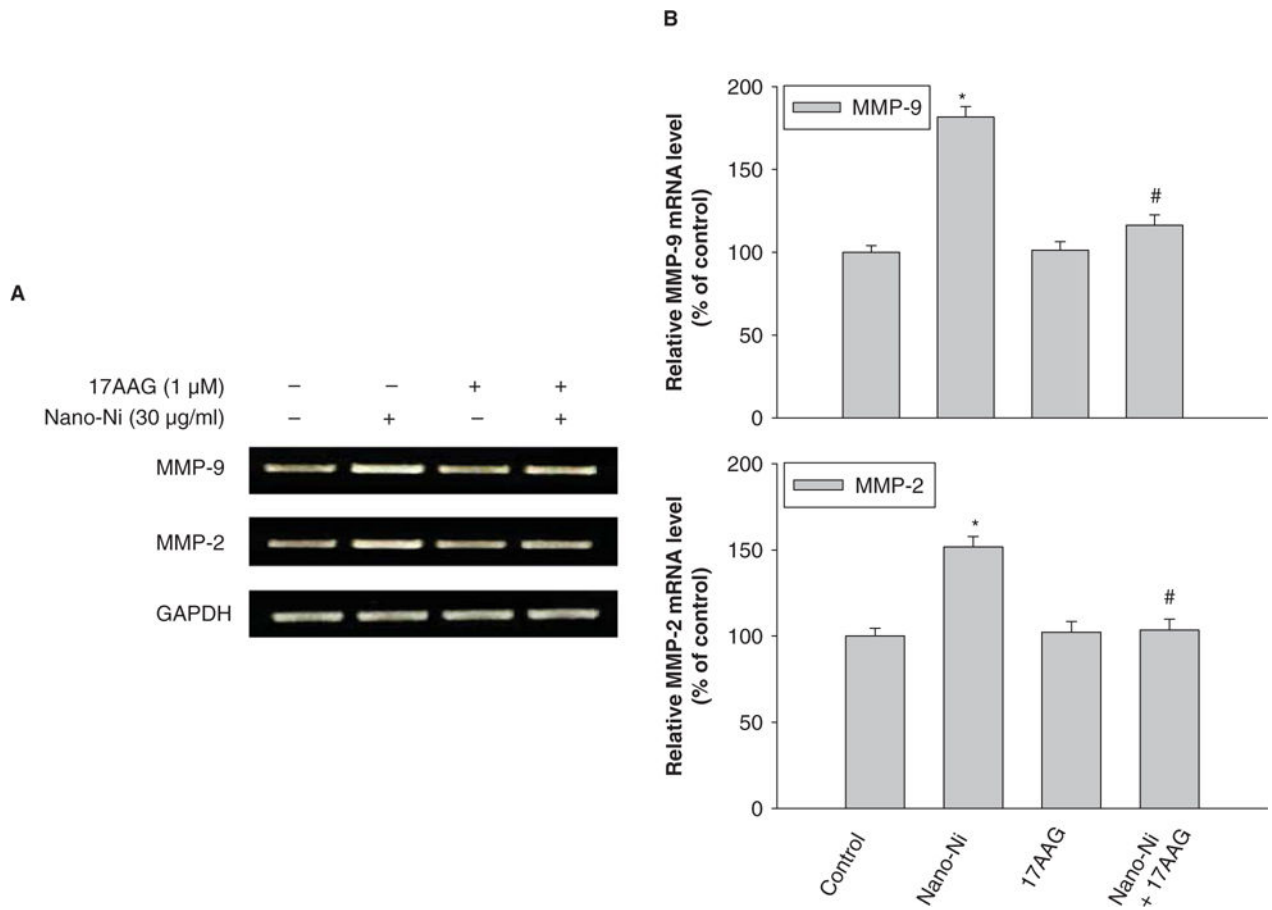 A
17AAG (1 µM) – – + +
Nano-Ni (30 µg/ml) – + – +
MMP-9
MMP-2
GAPDH
B
Relative MMP-9 mRNA level
(% of control)
200
150
100
50
0
MMP-9
*
#
Relative MMP-2 mRNA level
(% of control)
200
150
100
50
0
MMP-2
*
#
Control
Nano-Ni
17AAG
Nano-Ni
+ 17AAG